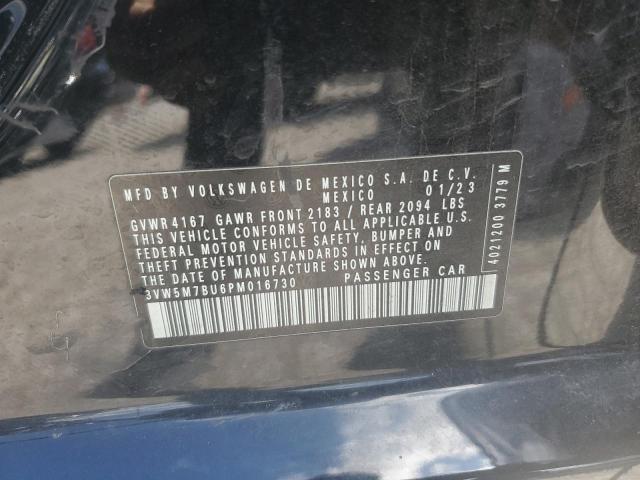 MFD BY VOLKSWAGEN DE MEXICO S.A. DE C.V.
MEXICO 01/23
GVWR 4167 GAWR FRONT 2183 / REAR 2094 LBS
THIS VEHICLE CONFORMS TO ALL APPLICABLE U.S.
FEDERAL MOTOR VEHICLE SAFETY, BUMPER AND
THEFT PREVENTION STANDARDS IN EFFECT ON
THE DATE OF MANUFACTURE SHOWN ABOVE.
3VW5M7BU6PM016730 PASSENGER CAR
4021200 3779 M